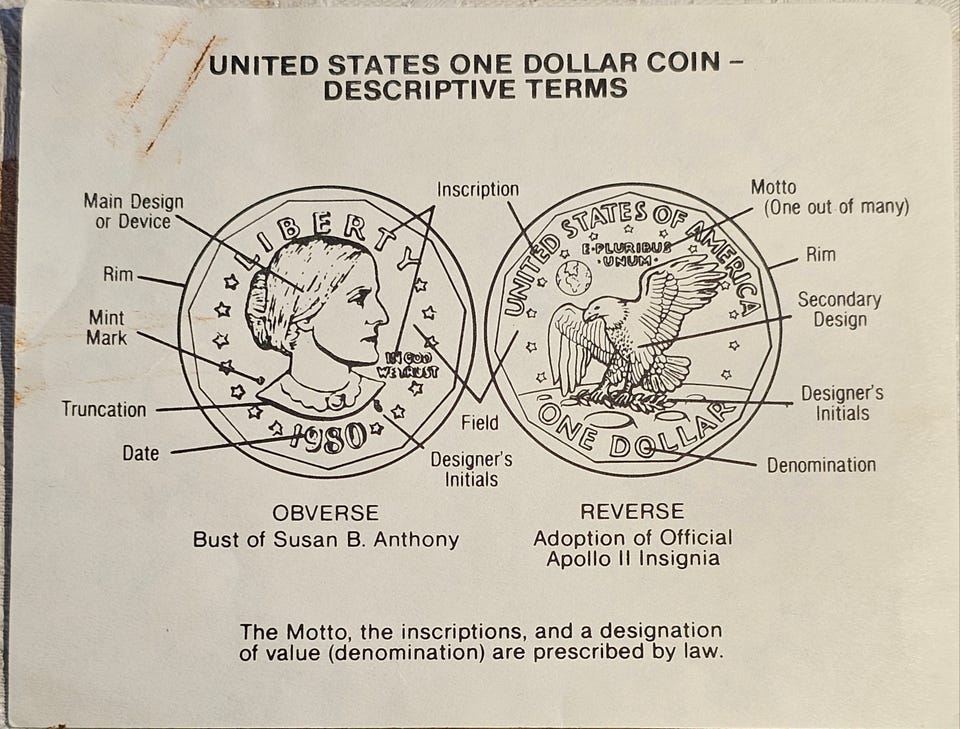 UNITED STATES ONE DOLLAR COIN –
DESCRIPTIVE TERMS
Main Design
or Device
Rim
Mint
Mark
Truncation
Date
Inscription
Field
Designer's
Initials
Motto
(One out of many)
Rim
Secondary
Design
Designer's
Initials
Denomination
LIBERTY
IN GOD
WE TRUST
1980
UNITED STATES OF AMERICA
E·PLURIBUS
·UNUM·
ONE DOLLAR
OBVERSE
Bust of Susan B. Anthony
REVERSE
Adoption of Official
Apollo II Insignia
The Motto, the inscriptions, and a designation
of value (denomination) are prescribed by law.